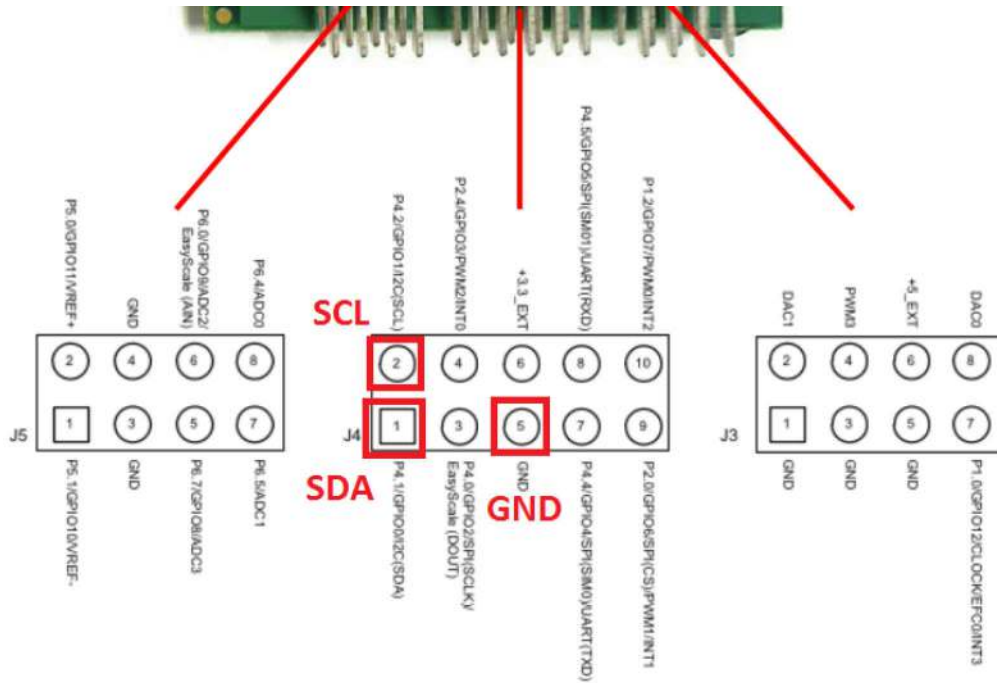 P5.0/GPIO11/VREF+
GND
P6.0/GPIO9/ADC2/
EasyScale (AIN)
P6.4/ADC0
2
4
6
8
J5
1
3
5
7
P5.1/GPIO10/VREF-
GND
P6.7/GPIO8/ADC3
P6.5/ADC1
P4.2/GPIO1/I2C(SCL)
P2.4/GPIO3/PWM2/INT0
+3.3_EXT
P4.5/GPIO5/SPI(SM01)/UART(RXD)
P1.2/GPIO7/PWM0/INT2
SCL
2
4
6
8
10
J4
1
3
5
7
9
SDA
GND
P4.1/GPIO0/I2C(SDA)
P4.0/GPIO2/SPI(SCLK)/
EasyScale (DOUT)
GND
P4.4/GPIO4/SPI(SIM0)/UART(TXD)
P2.0/GPIO6/SPI(CS)/PWM1/INT1
DAC1
PWM3
+5_EXT
DAC0
2
4
6
8
J3
1
3
5
7
GND
GND
GND
P1.0/GPIO12/CLOCK/EFC0/INT3